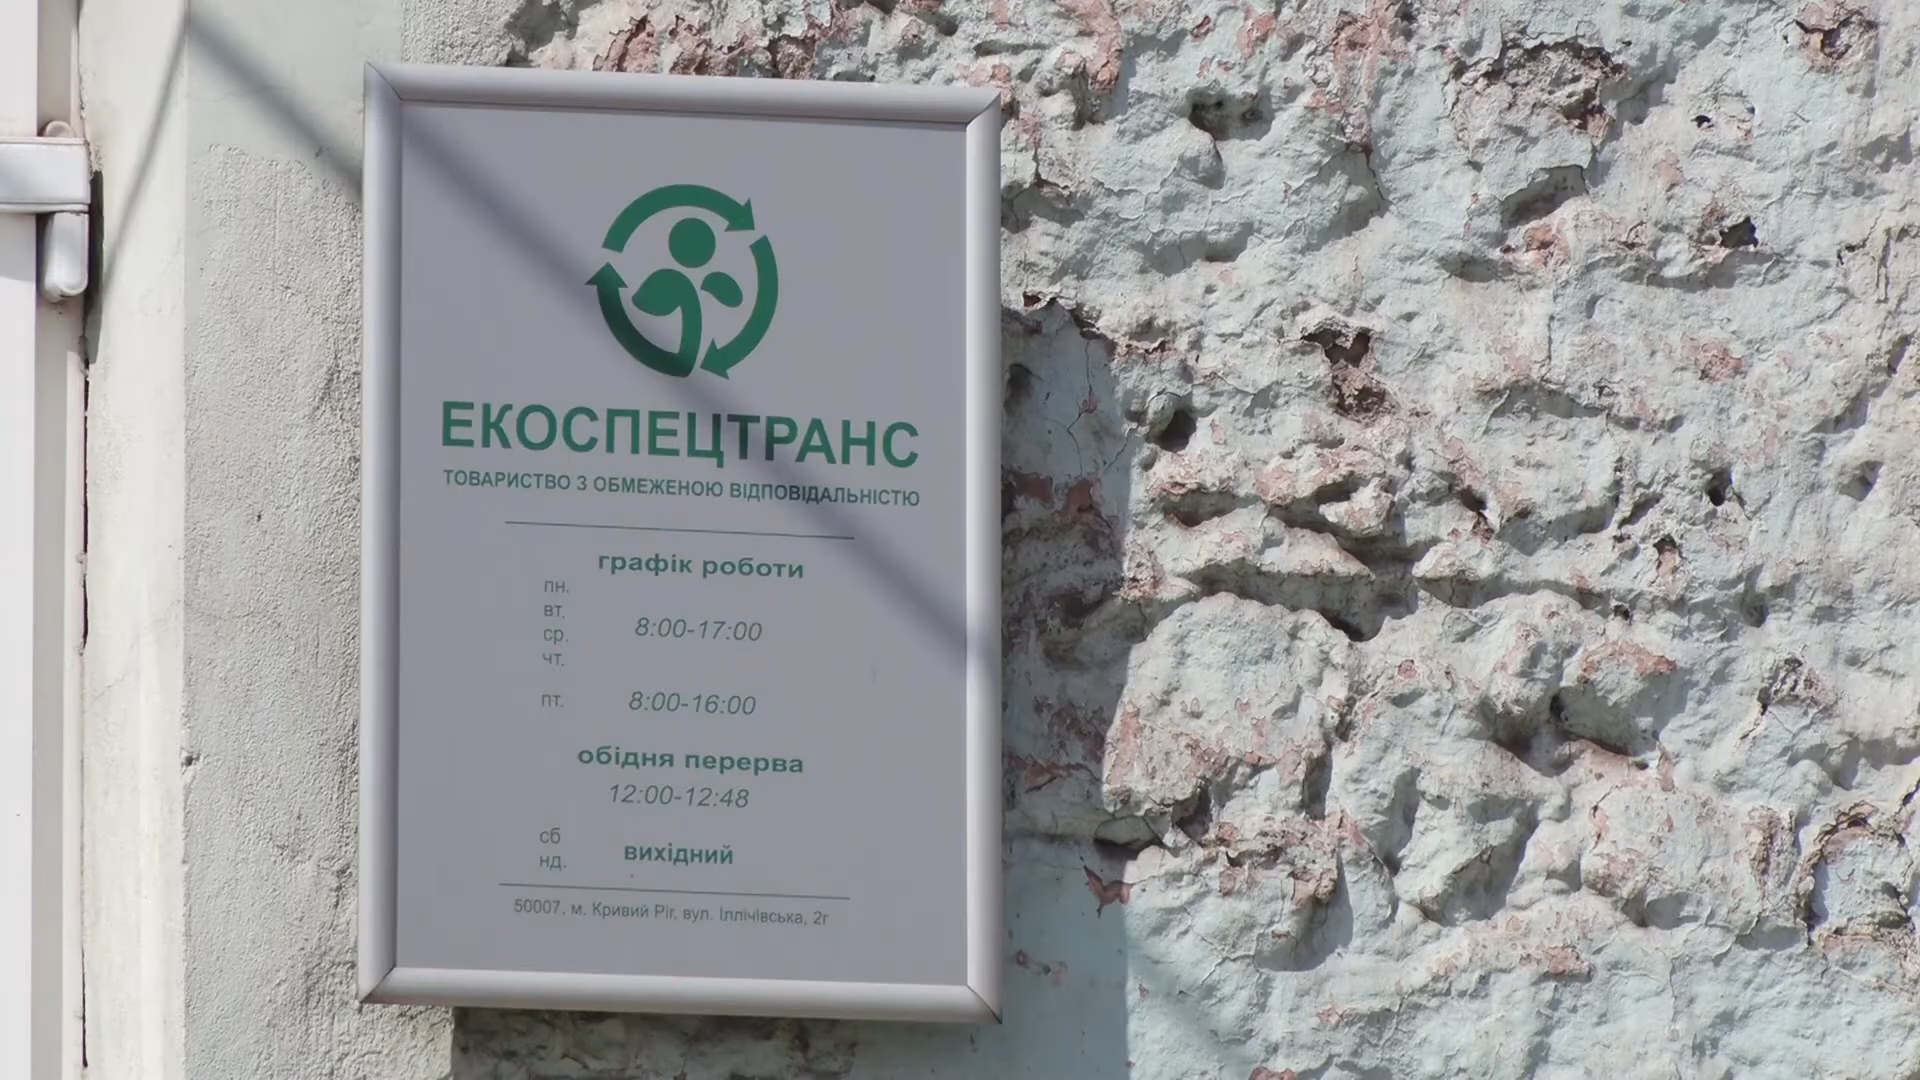 ЕКОСПЕЦТРАНС
ТОВАРИСТВО З ОБМЕЖЕНОЮ ВІДПОВІДАЛЬНІСТЮ
графік роботи
пн.
вт.
ср.
чт.
8:00-17:00
пт. 8:00-16:00
обідня перерва
12:00-12:48
сб
нд.
вихідний
50007, м. Кривий Ріг, вул. Іллічівська, 2г